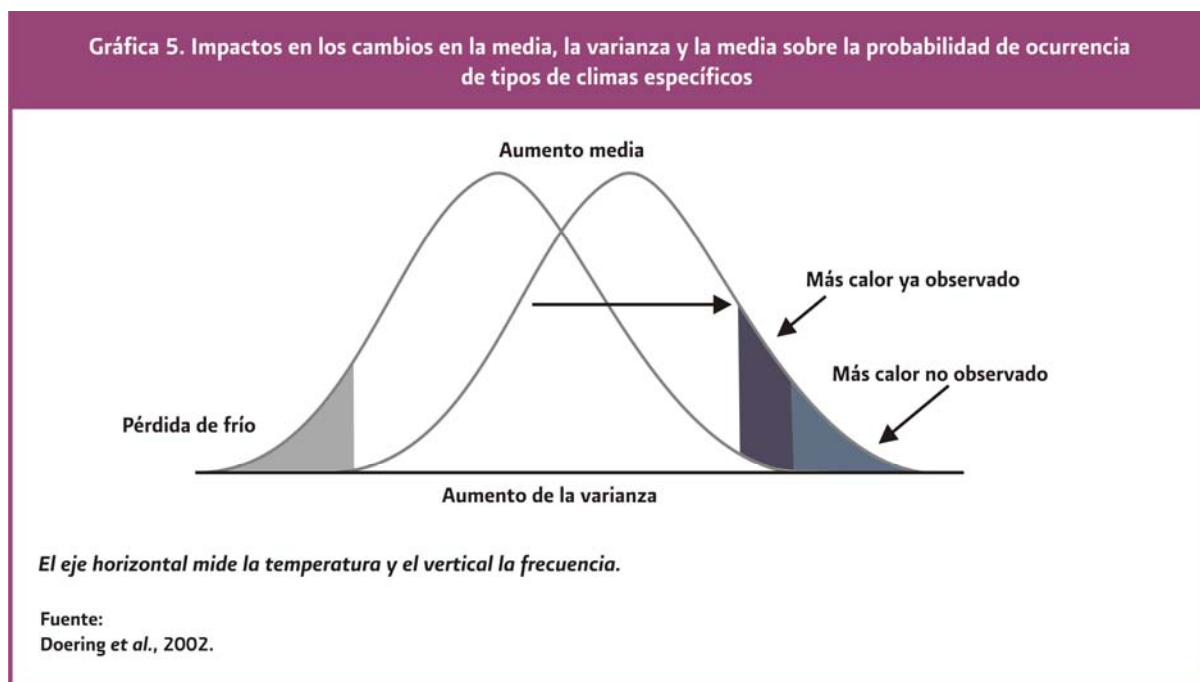 Gráfica 5. Impactos en los cambios en la media, la varianza y la media sobre la probabilidad de ocurrencia
de tipos de climas específicos
Aumento media
Más calor ya observado
Más calor no observado
Pérdida de frío
Aumento de la varianza
El eje horizontal mide la temperatura y el vertical la frecuencia.
Fuente:
Doering et al., 2002.